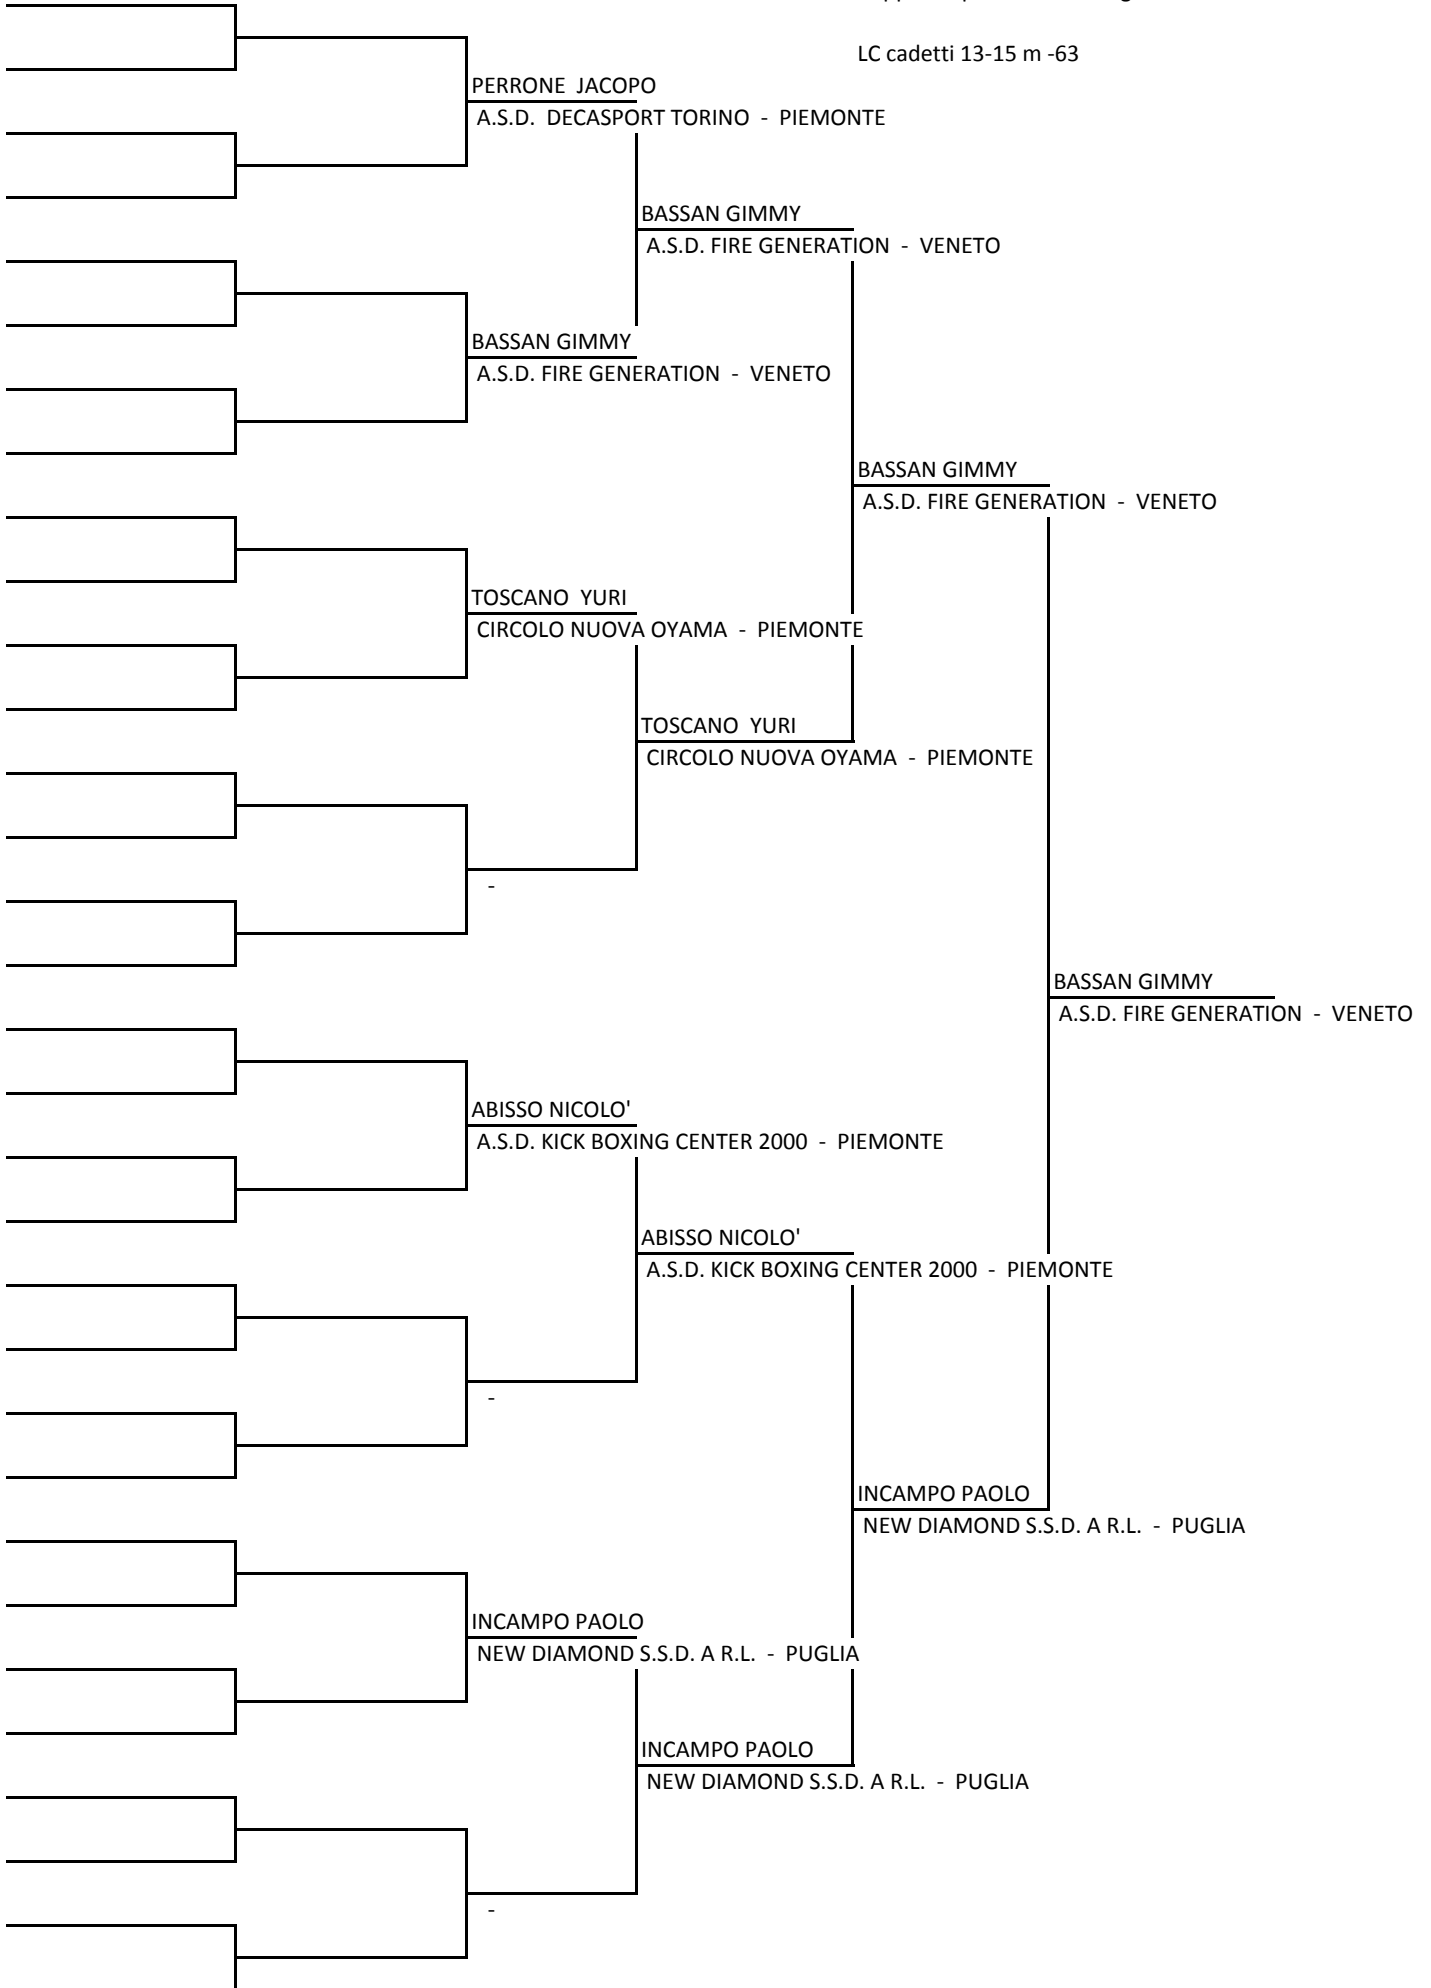 LC cadetti 13-15 m -63
PERRONE  JACOPO
A.S.D.  DECASPORT TORINO  -  PIEMONTE
BASSAN GIMMY
A.S.D. FIRE GENERATION  -  VENETO
BASSAN GIMMY
A.S.D. FIRE GENERATION  -  VENETO
BASSAN GIMMY
A.S.D. FIRE GENERATION  -  VENETO
TOSCANO  YURI
CIRCOLO NUOVA OYAMA  -  PIEMONTE
TOSCANO  YURI
CIRCOLO NUOVA OYAMA  -  PIEMONTE
-
BASSAN GIMMY
A.S.D. FIRE GENERATION  -  VENETO
ABISSO NICOLO'
A.S.D. KICK BOXING CENTER 2000  -  PIEMONTE
ABISSO NICOLO'
A.S.D. KICK BOXING CENTER 2000  -  PIEMONTE
-
INCAMPO PAOLO
NEW DIAMOND S.S.D. A R.L.  -  PUGLIA
INCAMPO PAOLO
NEW DIAMOND S.S.D. A R.L.  -  PUGLIA
INCAMPO PAOLO
NEW DIAMOND S.S.D. A R.L.  -  PUGLIA
-